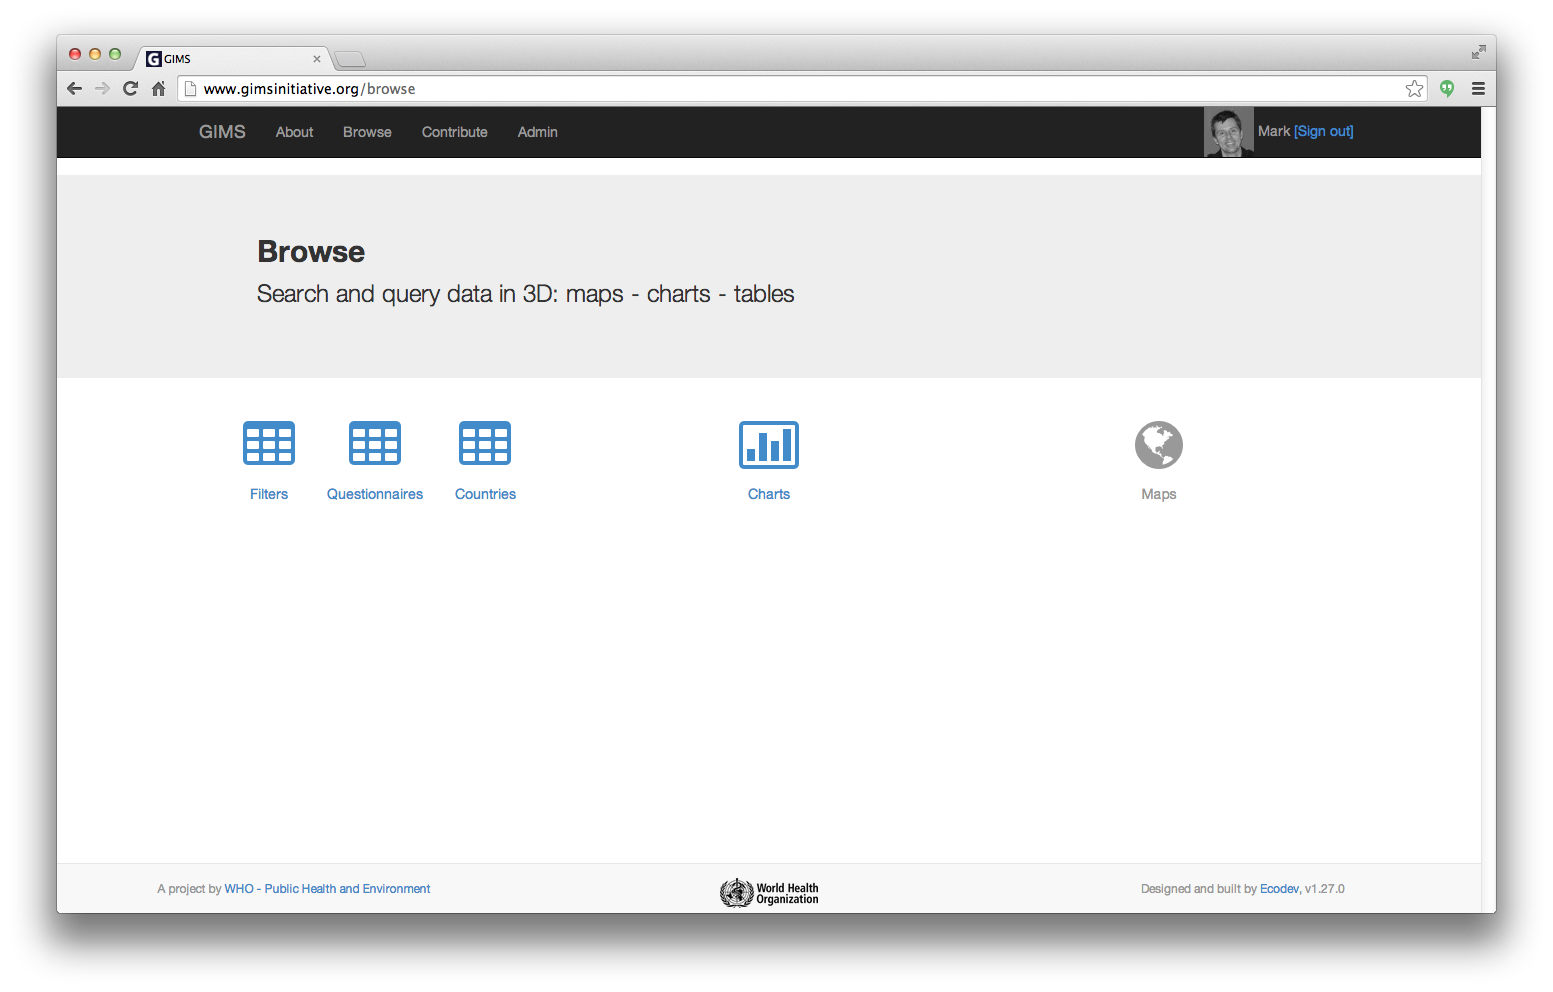 GIMS
www.gimsinitiative.org/browse
GIMS About Browse Contribute Admin Mark [Sign out]
Browse
Search and query data in 3D: maps - charts - tables
Filters Questionnaires Countries Charts Maps
A project by WHO - Public Health and Environment
World Health
Organization
Designed and built by Ecodev, v1.27.0